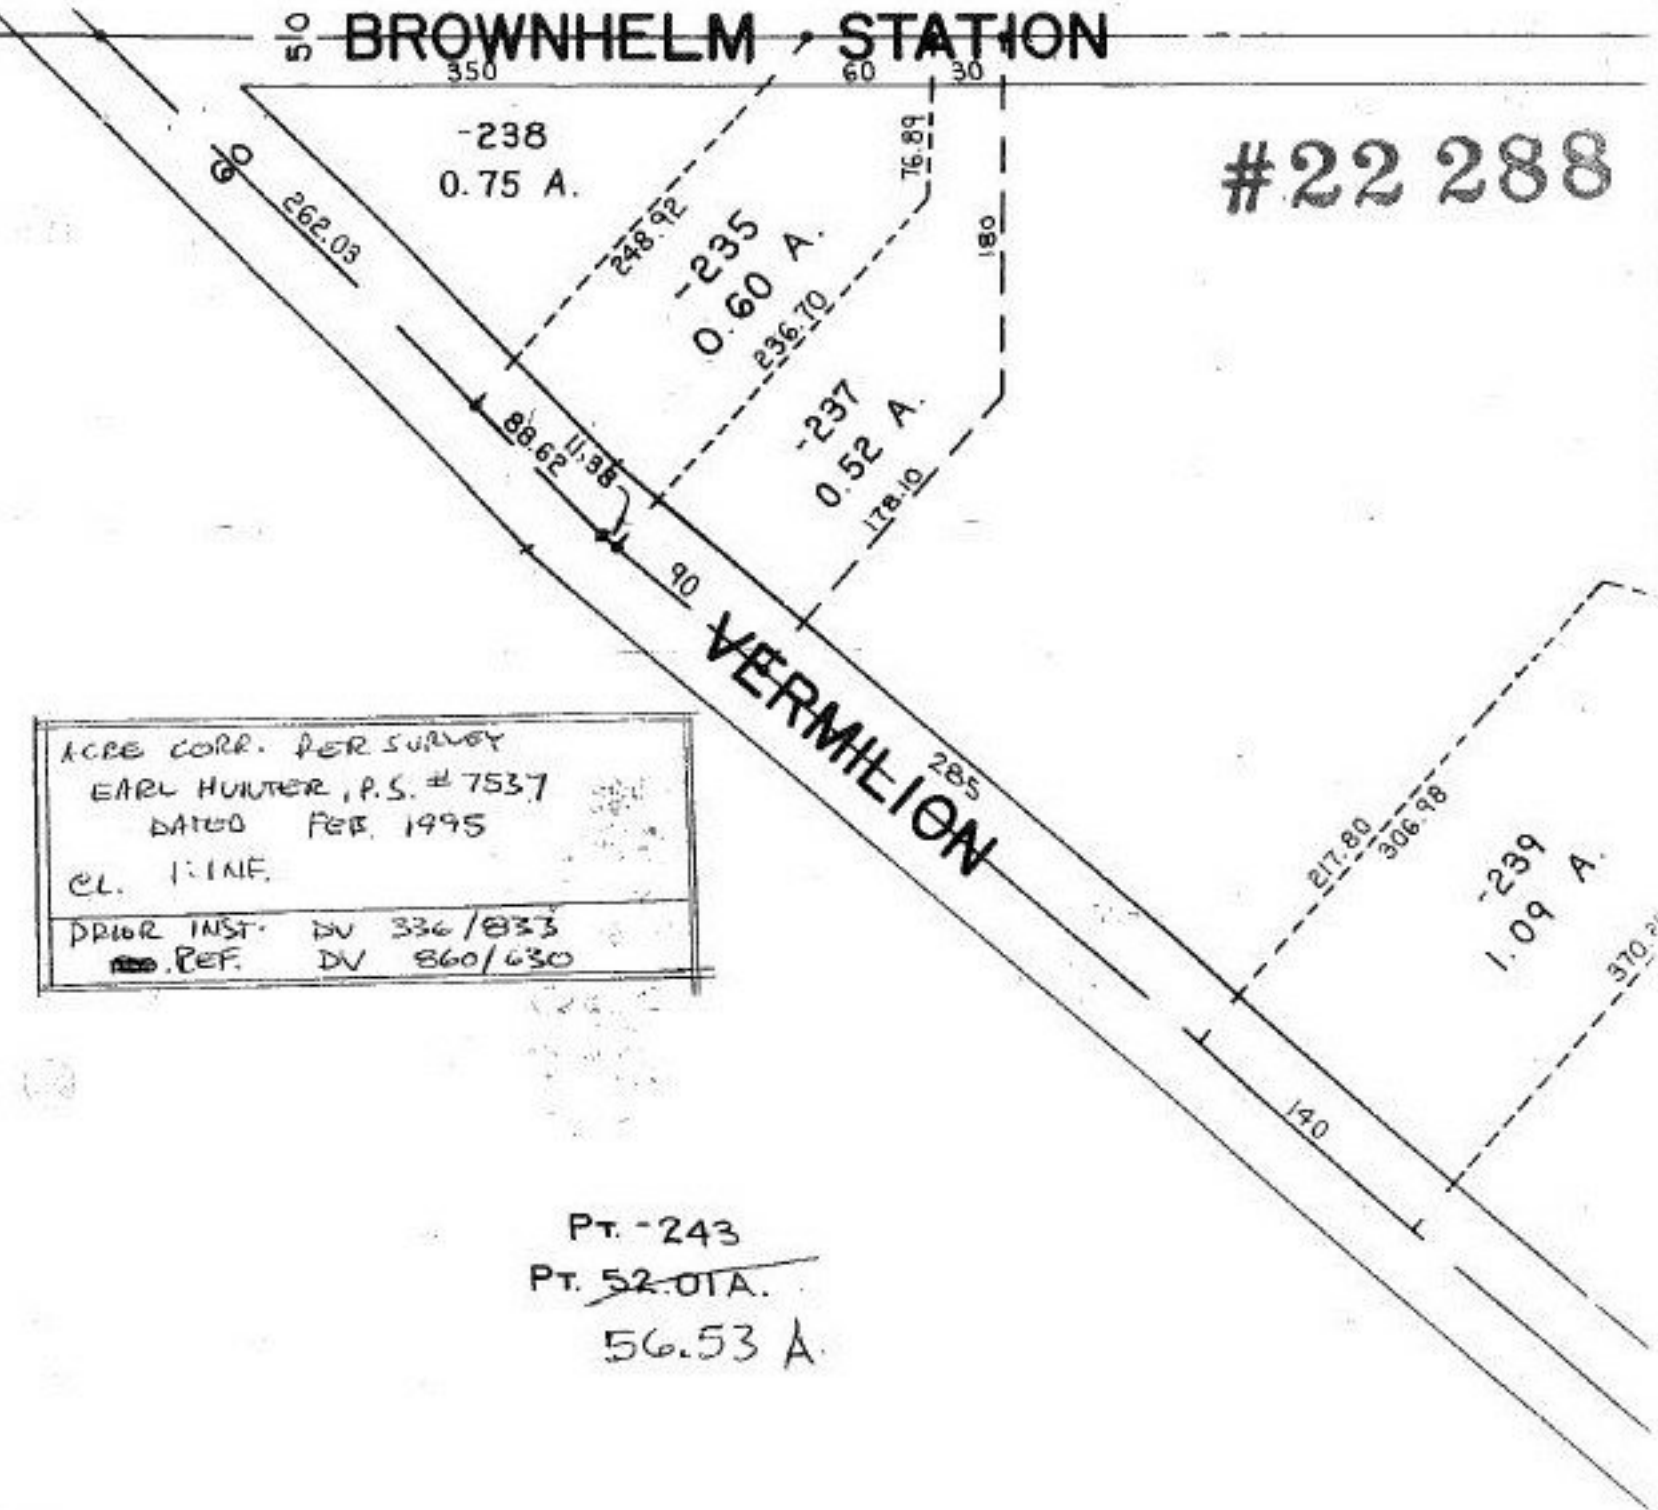 50 BROWNHELM STATION
350 60 30
-238
0.75 A.
76.89
#22 288
60
262.03
248.92
-235
0.60 A.
180
236.70
-237
0.52 A.
88.62
11.38
178.10
90
VERMILION
285
ACRE CORR. PER SURVEY
EARL HUNTER, P.S. # 7537
DATED FEB. 1995
CL. 1:INF.
PRIOR INST. DV 336/833
REF. DV 860/630
217.80
306.98
-239
1.09 A.
140
PT. -243
PT. 52.01A.
56.53 A.